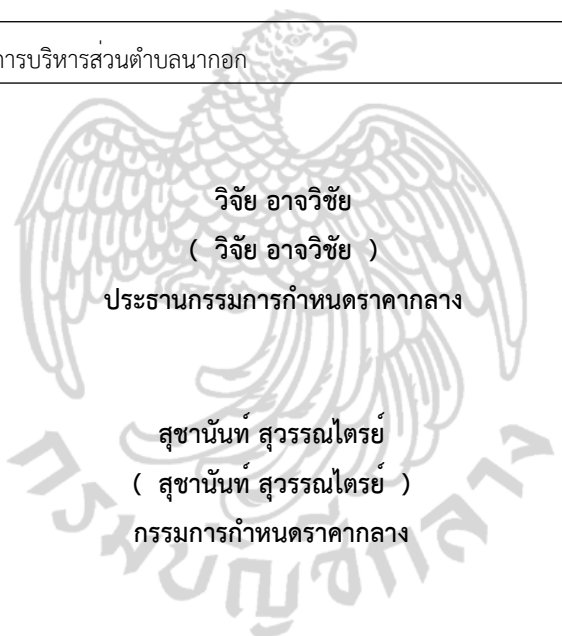 การบริหารส่วนตำบลนากอก
วิจัย อาจวิชัย
( วิจัย อาจวิชัย )
ประธานกรรมการกำหนดราคากลาง
สุชานันท์ สุวรรณไตรย์
( สุชานันท์ สุวรรณไตรย์ )
กรรมการกำหนดราคากลาง
กรมบัญชีกลาง